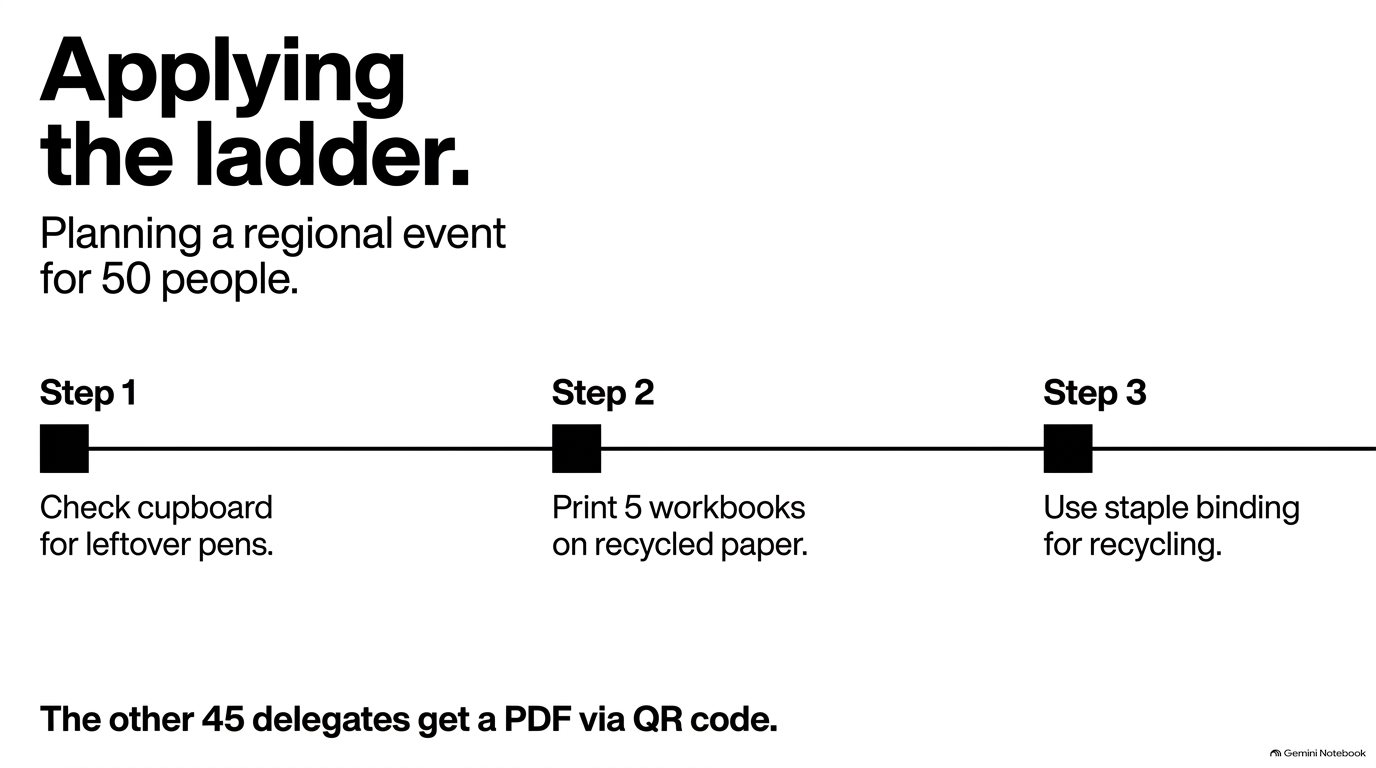 Applying
the ladder.
Planning a regional event
for 50 people.
Step 1
Check cupboard
for leftover pens.
Step 2
Print 5 workbooks
on recycled paper.
Step 3
Use staple binding
for recycling.
The other 45 delegates get a PDF via QR code.
Gemini Notebook